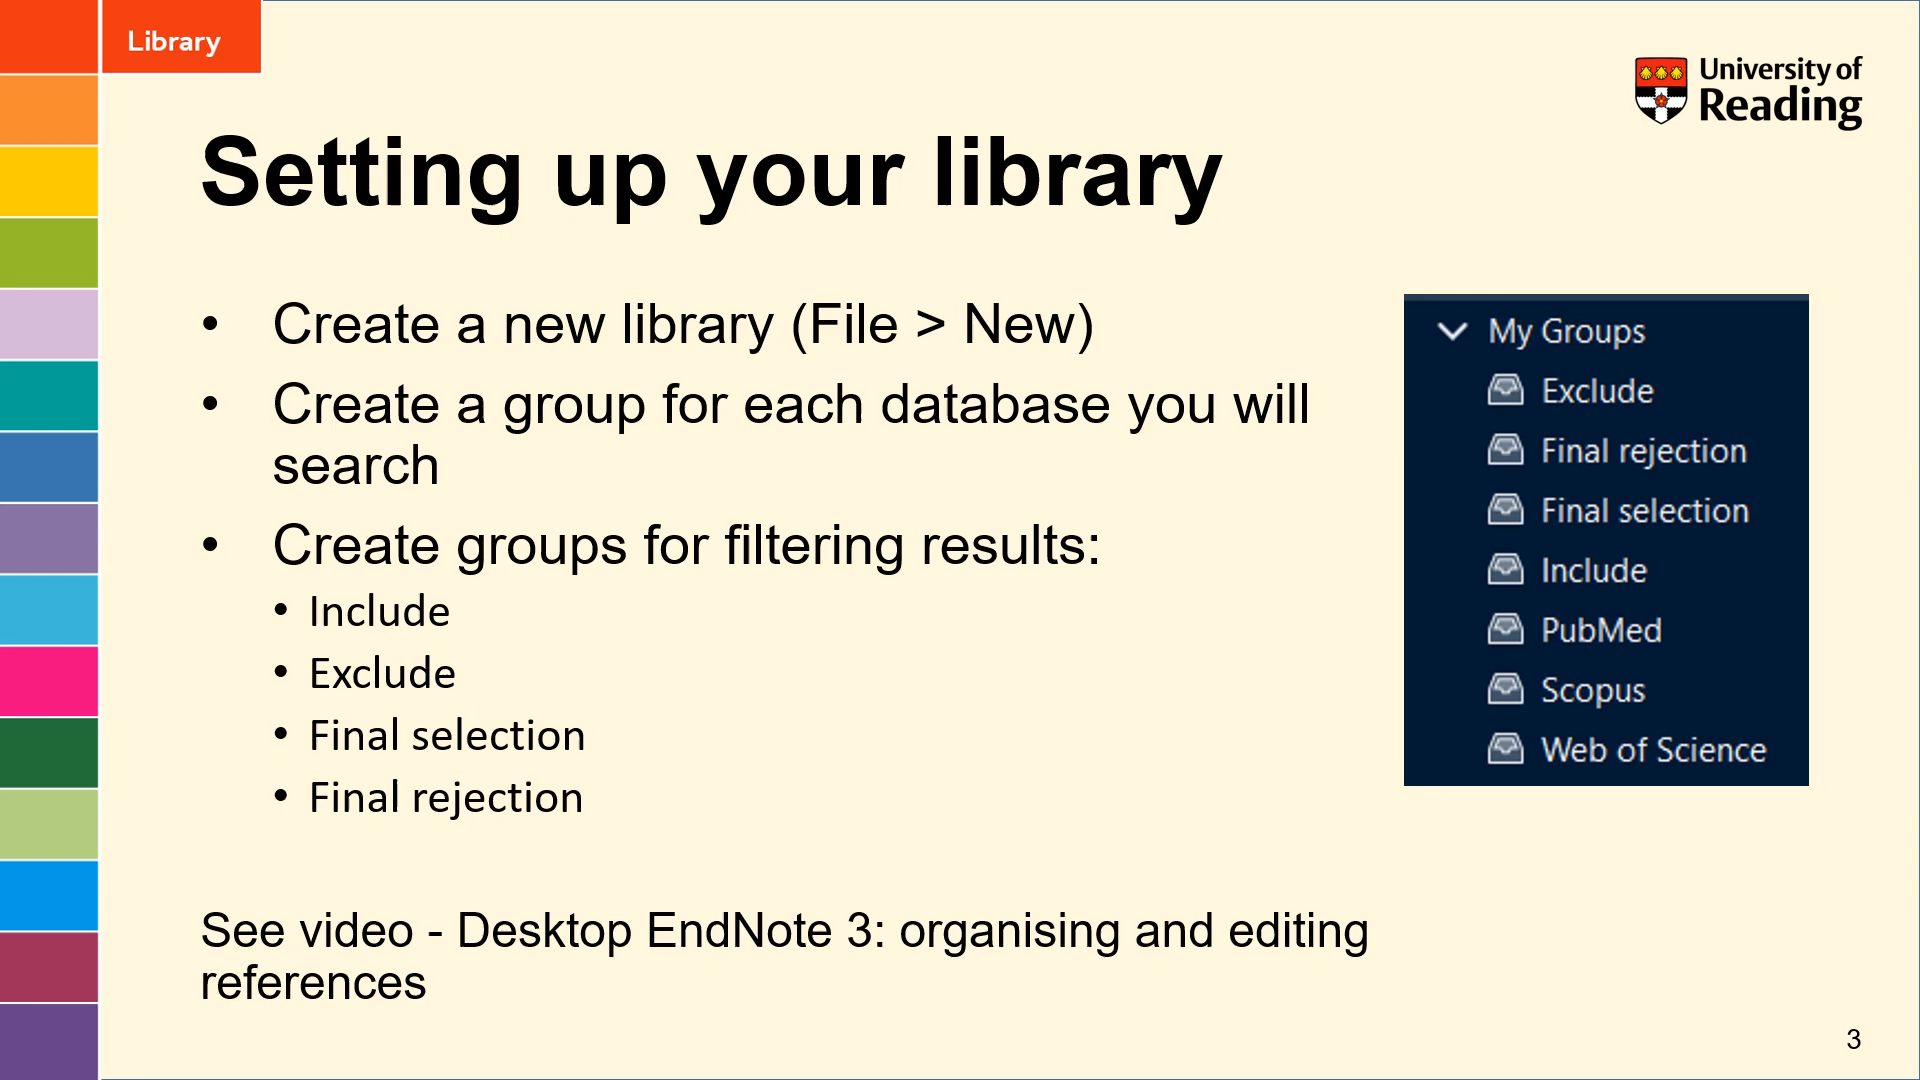 Library
University of
Reading
Setting up your library
• Create a new library (File > New)
• Create a group for each database you will
search
• Create groups for filtering results:
• Include
• Exclude
• Final selection
• Final rejection
My Groups
Exclude
Final rejection
Final selection
Include
PubMed
Scopus
Web of Science
See video - Desktop EndNote 3: organising and editing
references
3